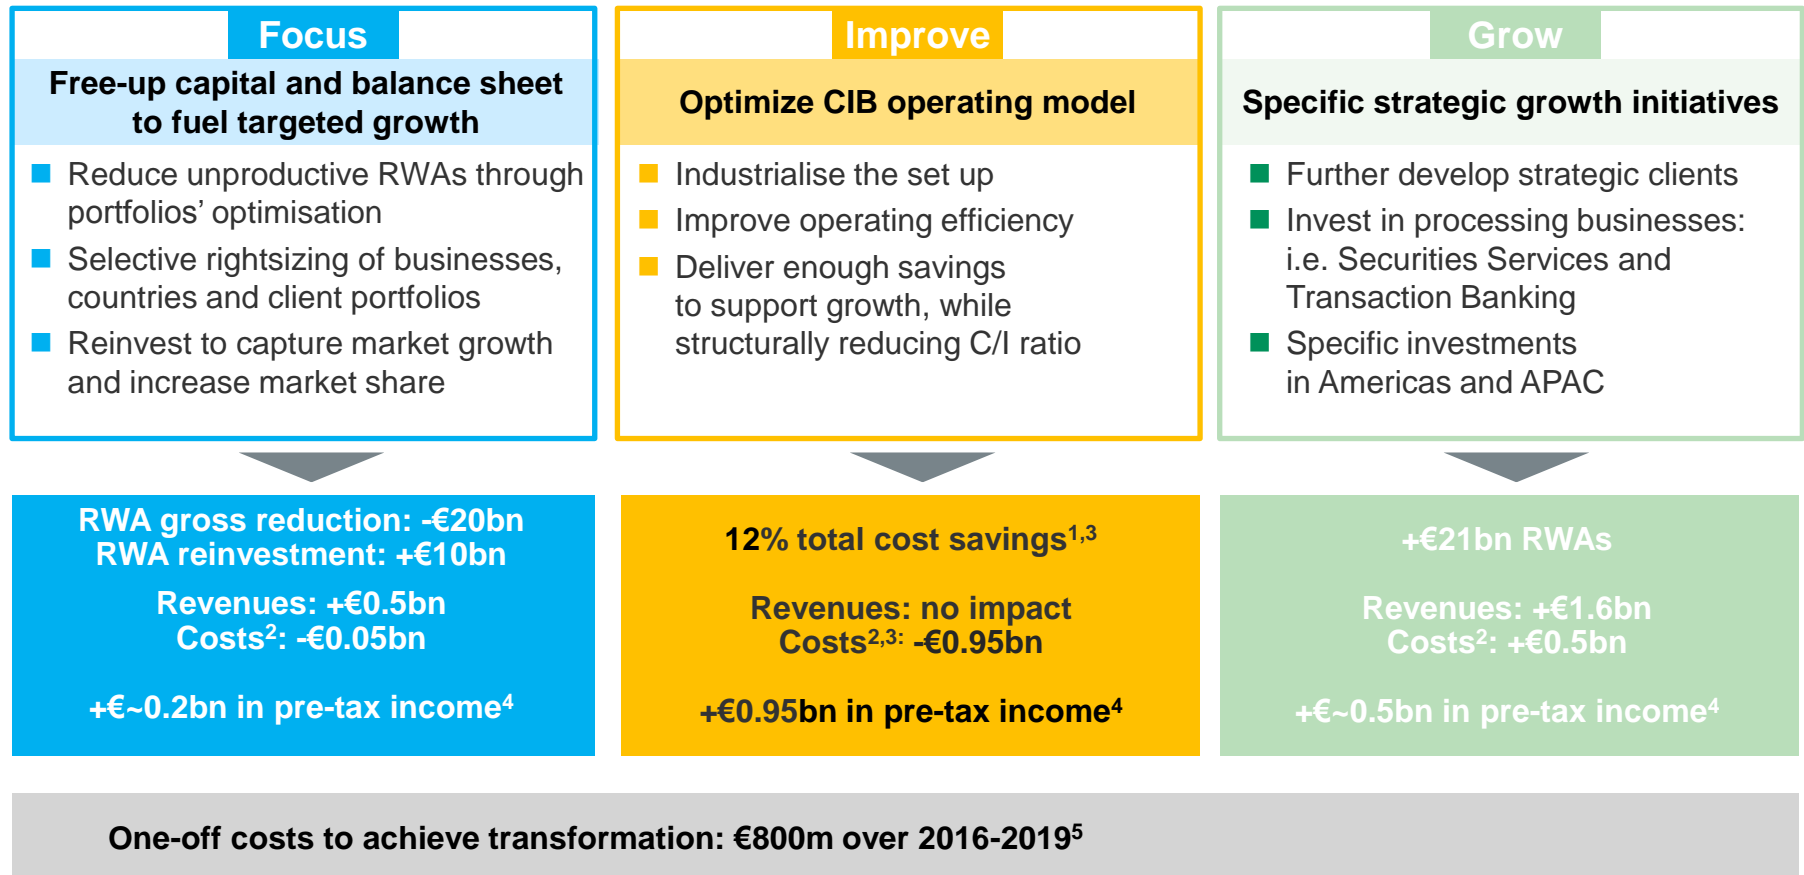 Focus
Free-up capital and balance sheet
to fuel targeted growth
Reduce unproductive RWAs through
portfolios’ optimisation
Selective rightsizing of businesses,
countries and client portfolios
Reinvest to capture market growth
and increase market share
RWA gross reduction: -€20bn
RWA reinvestment: +€10bn
Revenues: +€0.5bn
Costs²: -€0.05bn
+€~0.2bn in pre-tax income⁴
Improve
Optimize CIB operating model
Industrialise the set up
Improve operating efficiency
Deliver enough savings
to support growth, while
structurally reducing C/I ratio
12% total cost savings¹,³
Revenues: no impact
Costs²,³: -€0.95bn
+€0.95bn in pre-tax income⁴
Grow
Specific strategic growth initiatives
Further develop strategic clients
Invest in processing businesses:
i.e. Securities Services and
Transaction Banking
Specific investments
in Americas and APAC
+€21bn RWAs
Revenues: +€1.6bn
Costs²: +€0.5bn
+€~0.5bn in pre-tax income⁴
One-off costs to achieve transformation: €800m over 2016-2019⁵